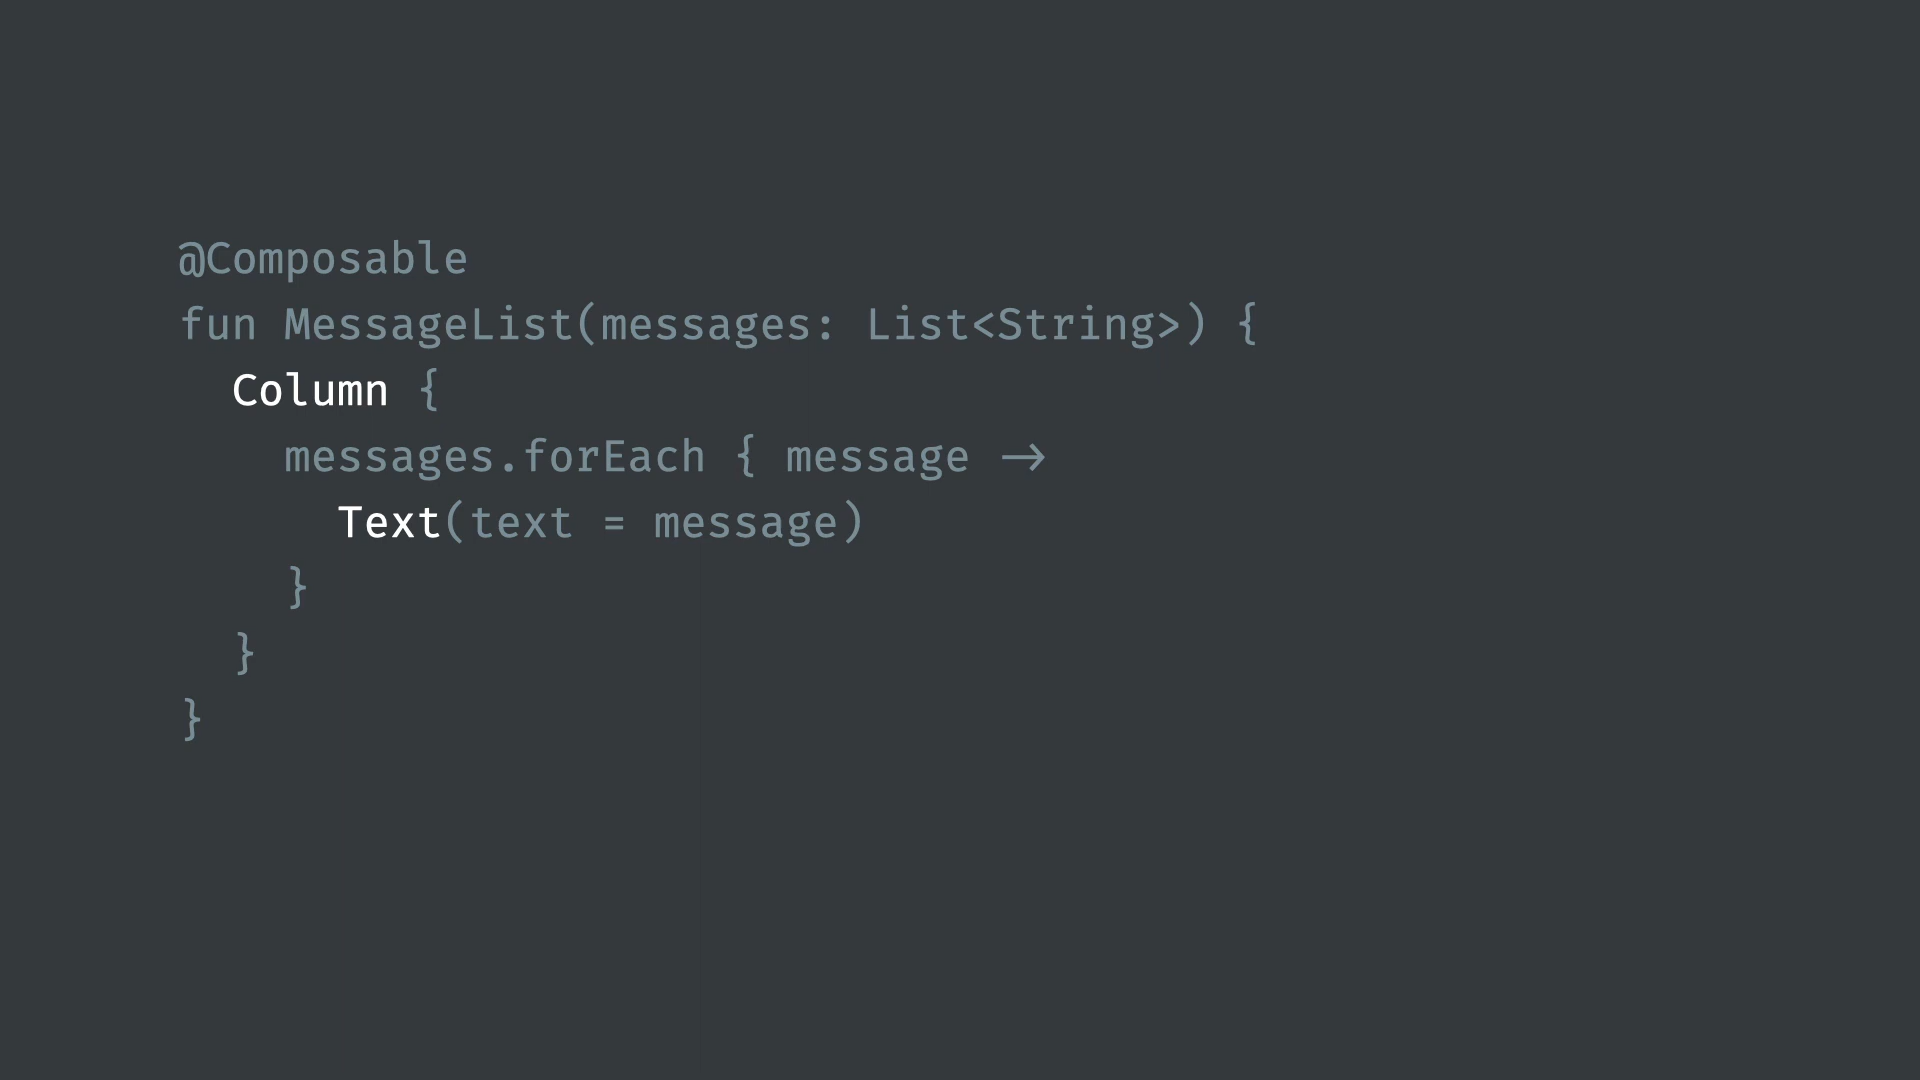 @Composable
fun MessageList(messages: List<String>) {
  Column {
    messages.forEach { message ->
      Text(text = message)
    }
  }
}